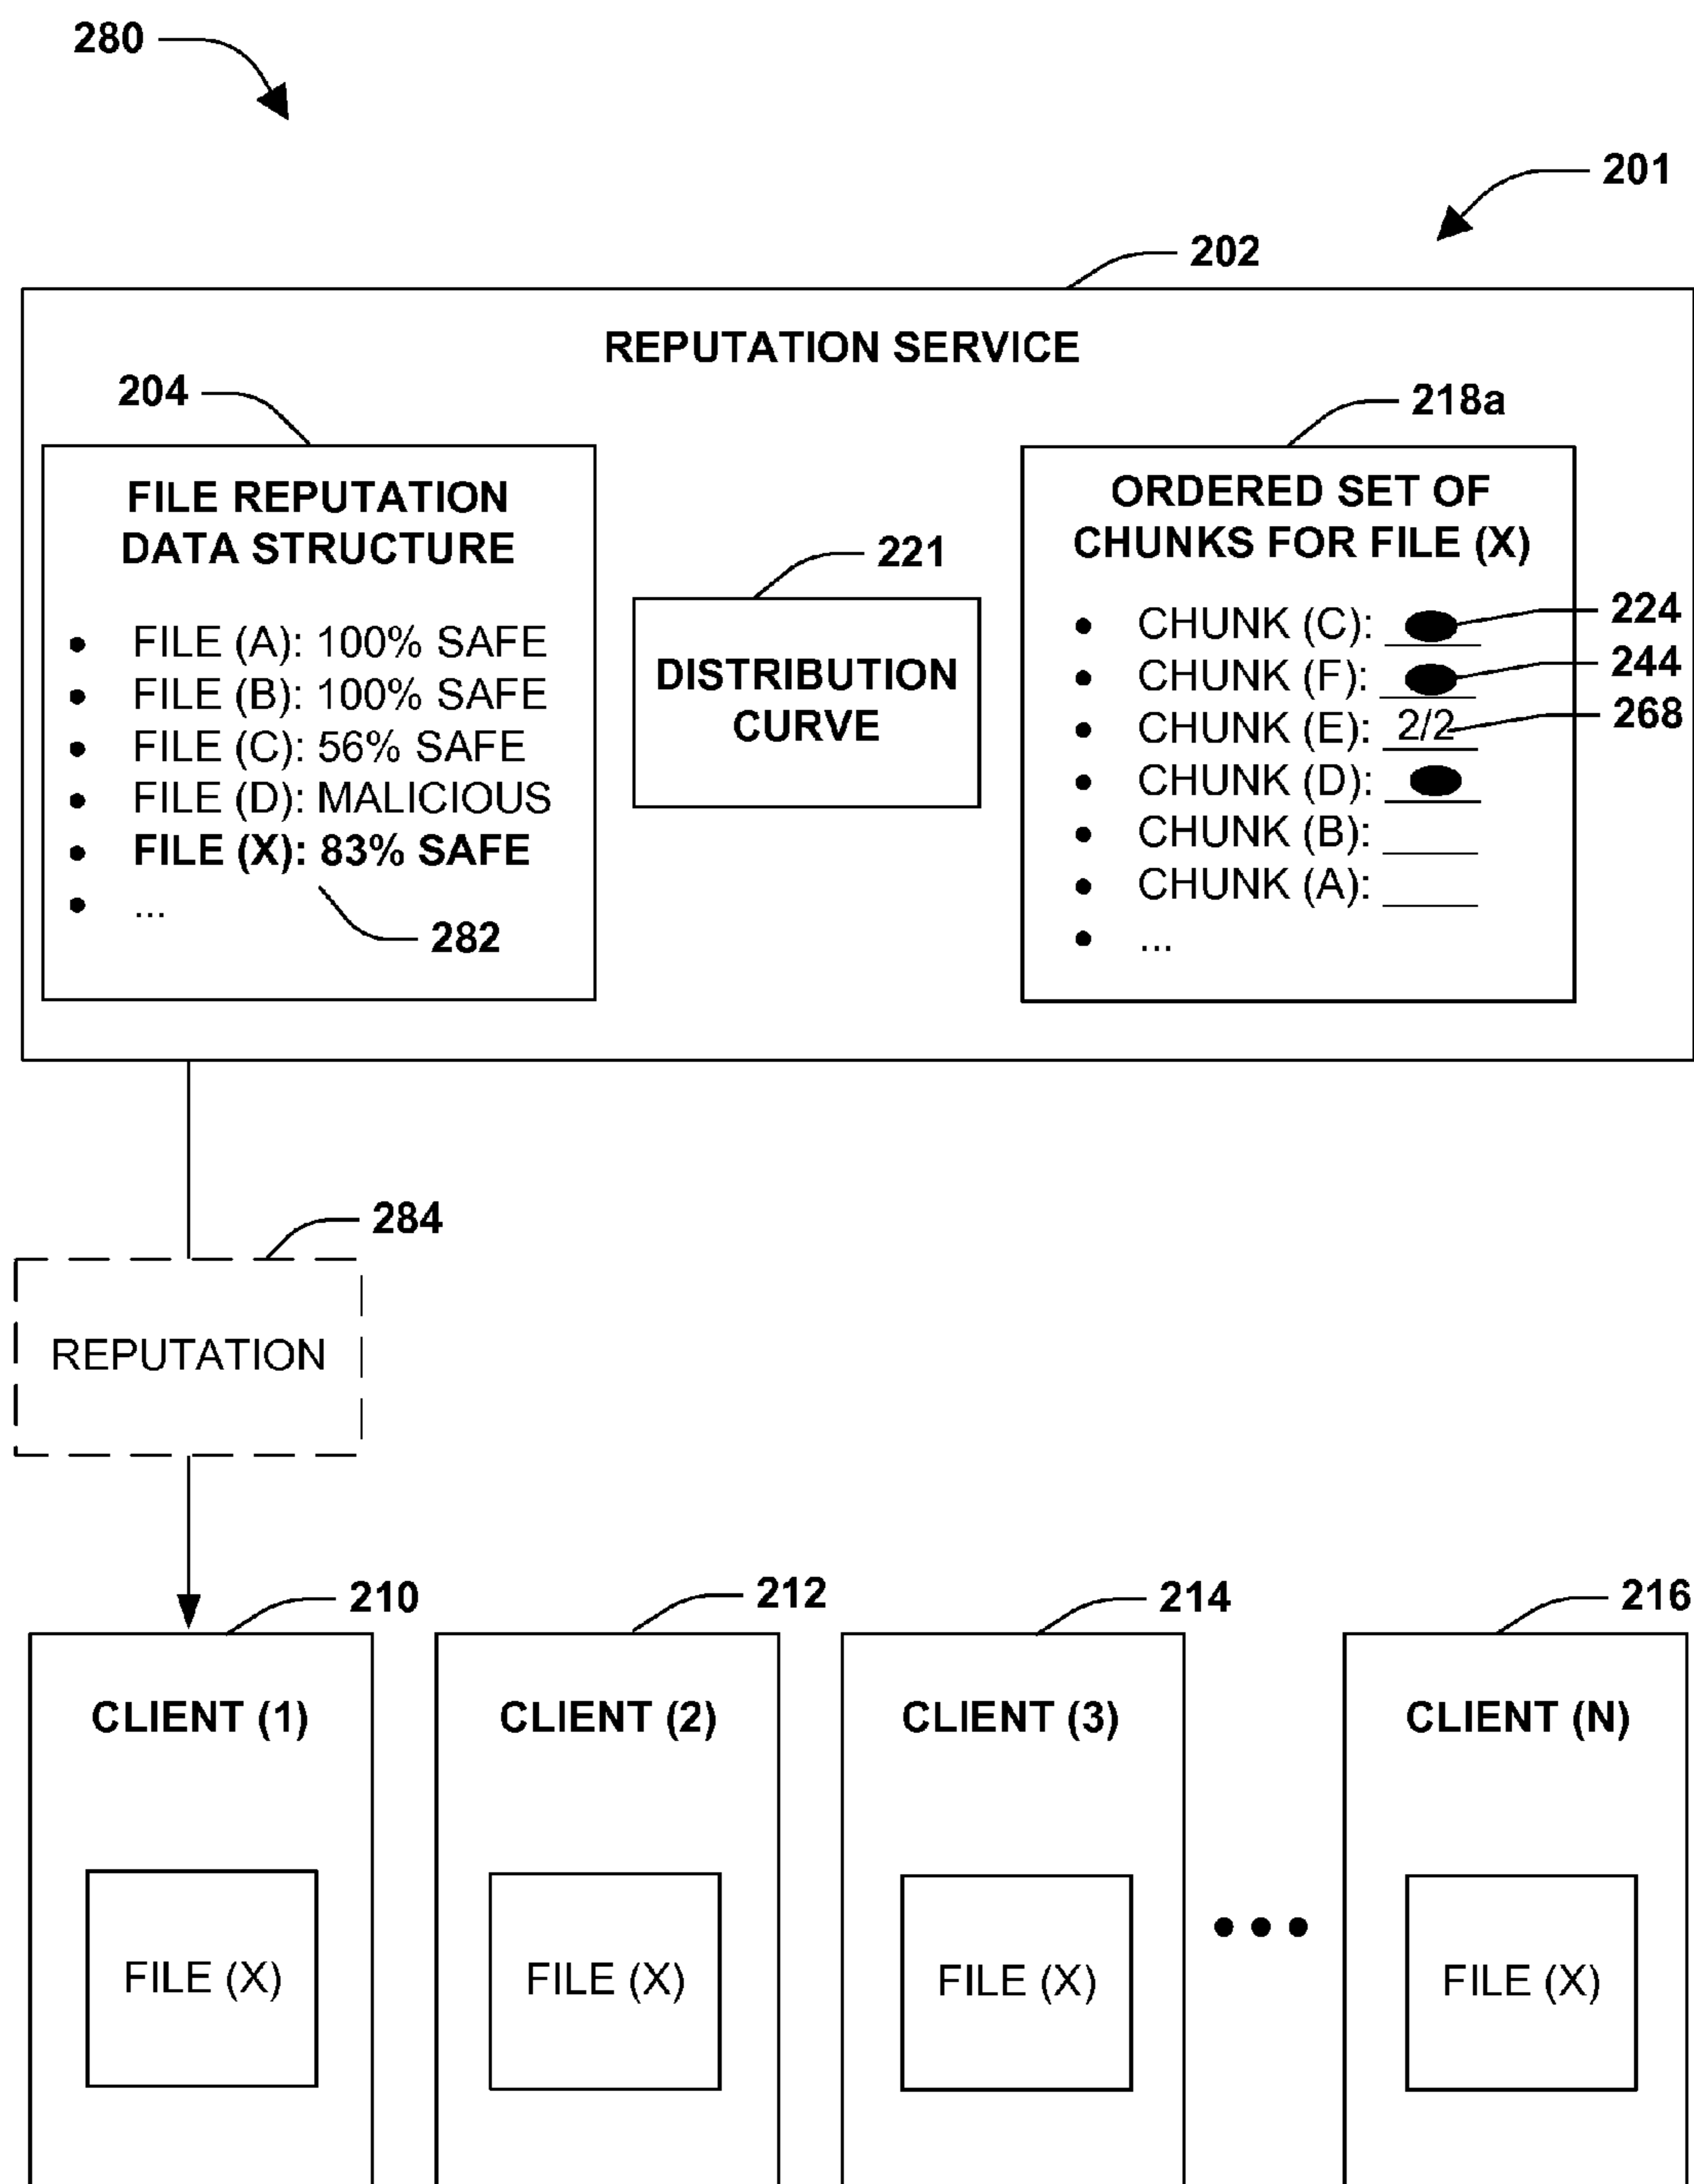 280
201
202
REPUTATION SERVICE
204
218a
FILE REPUTATION
DATA STRUCTURE
• FILE (A): 100% SAFE
• FILE (B): 100% SAFE
• FILE (C): 56% SAFE
• FILE (D): MALICIOUS
• FILE (X): 83% SAFE
• ...
282
221
DISTRIBUTION
CURVE
ORDERED SET OF
CHUNKS FOR FILE (X)
• CHUNK (C): 224
• CHUNK (F): 244
• CHUNK (E): 2/2 268
• CHUNK (D):
• CHUNK (B):
• CHUNK (A):
• ...
284
REPUTATION
210
212
214
216
CLIENT (1)
CLIENT (2)
CLIENT (3)
CLIENT (N)
FILE (X)
FILE (X)
FILE (X)
• • •
FILE (X)